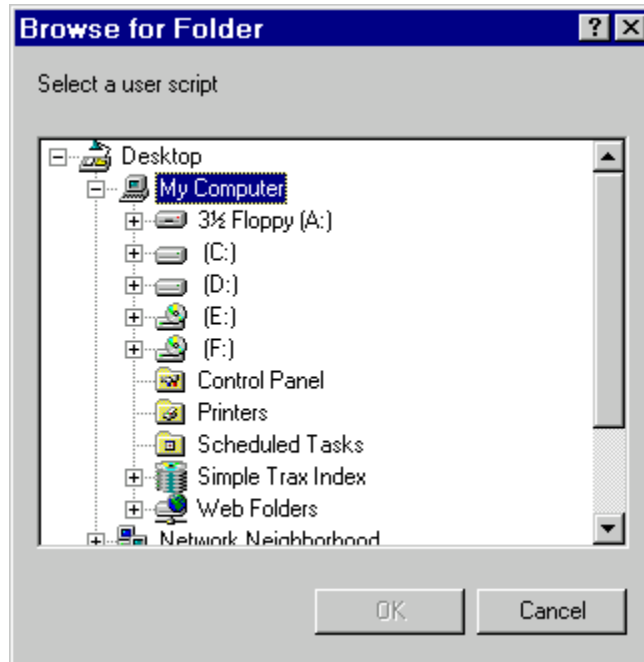 Browse for Folder
Select a user script
Desktop
My Computer
3½ Floppy (A:)
(C:)
(D:)
(E:)
(F:)
Control Panel
Printers
Scheduled Tasks
Simple Trax Index
Web Folders
Network Neighborhood
OK
Cancel